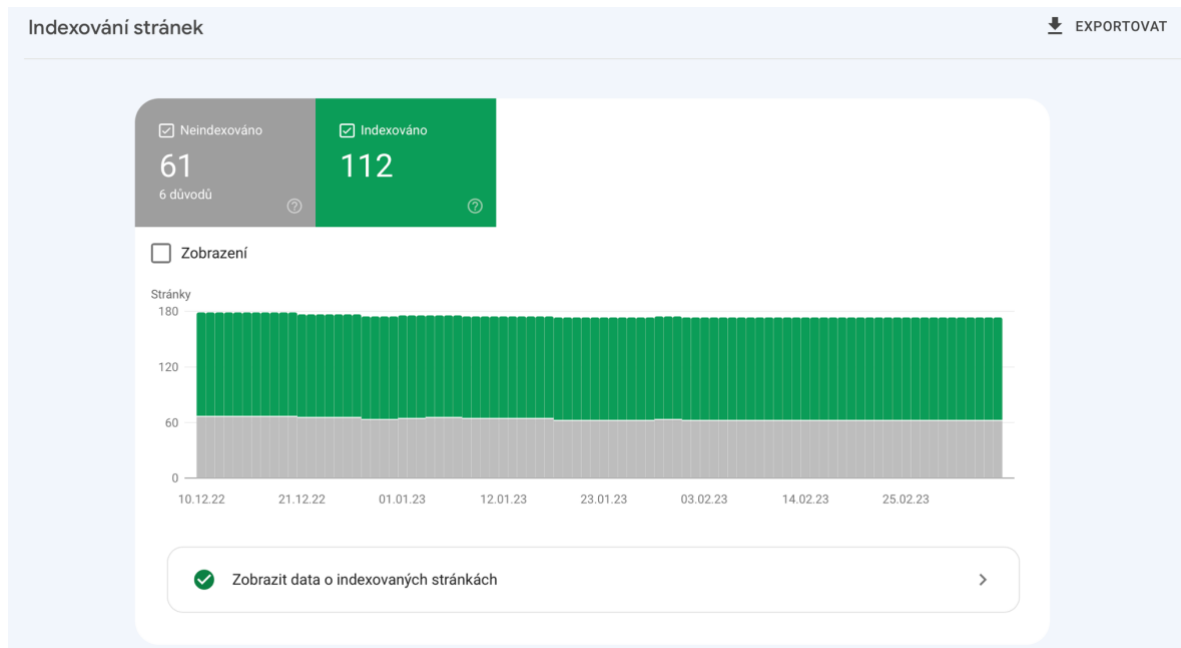 Indexování stránek
EXPORTOVAT
Neindexováno
61
6 důvodů
Indexováno
112
Zobrazení
Stránky
180
120
60
0
10.12.22 21.12.22 01.01.23 12.01.23 23.01.23 03.02.23 14.02.23 25.02.23
Zobrazit data o indexovaných stránkách